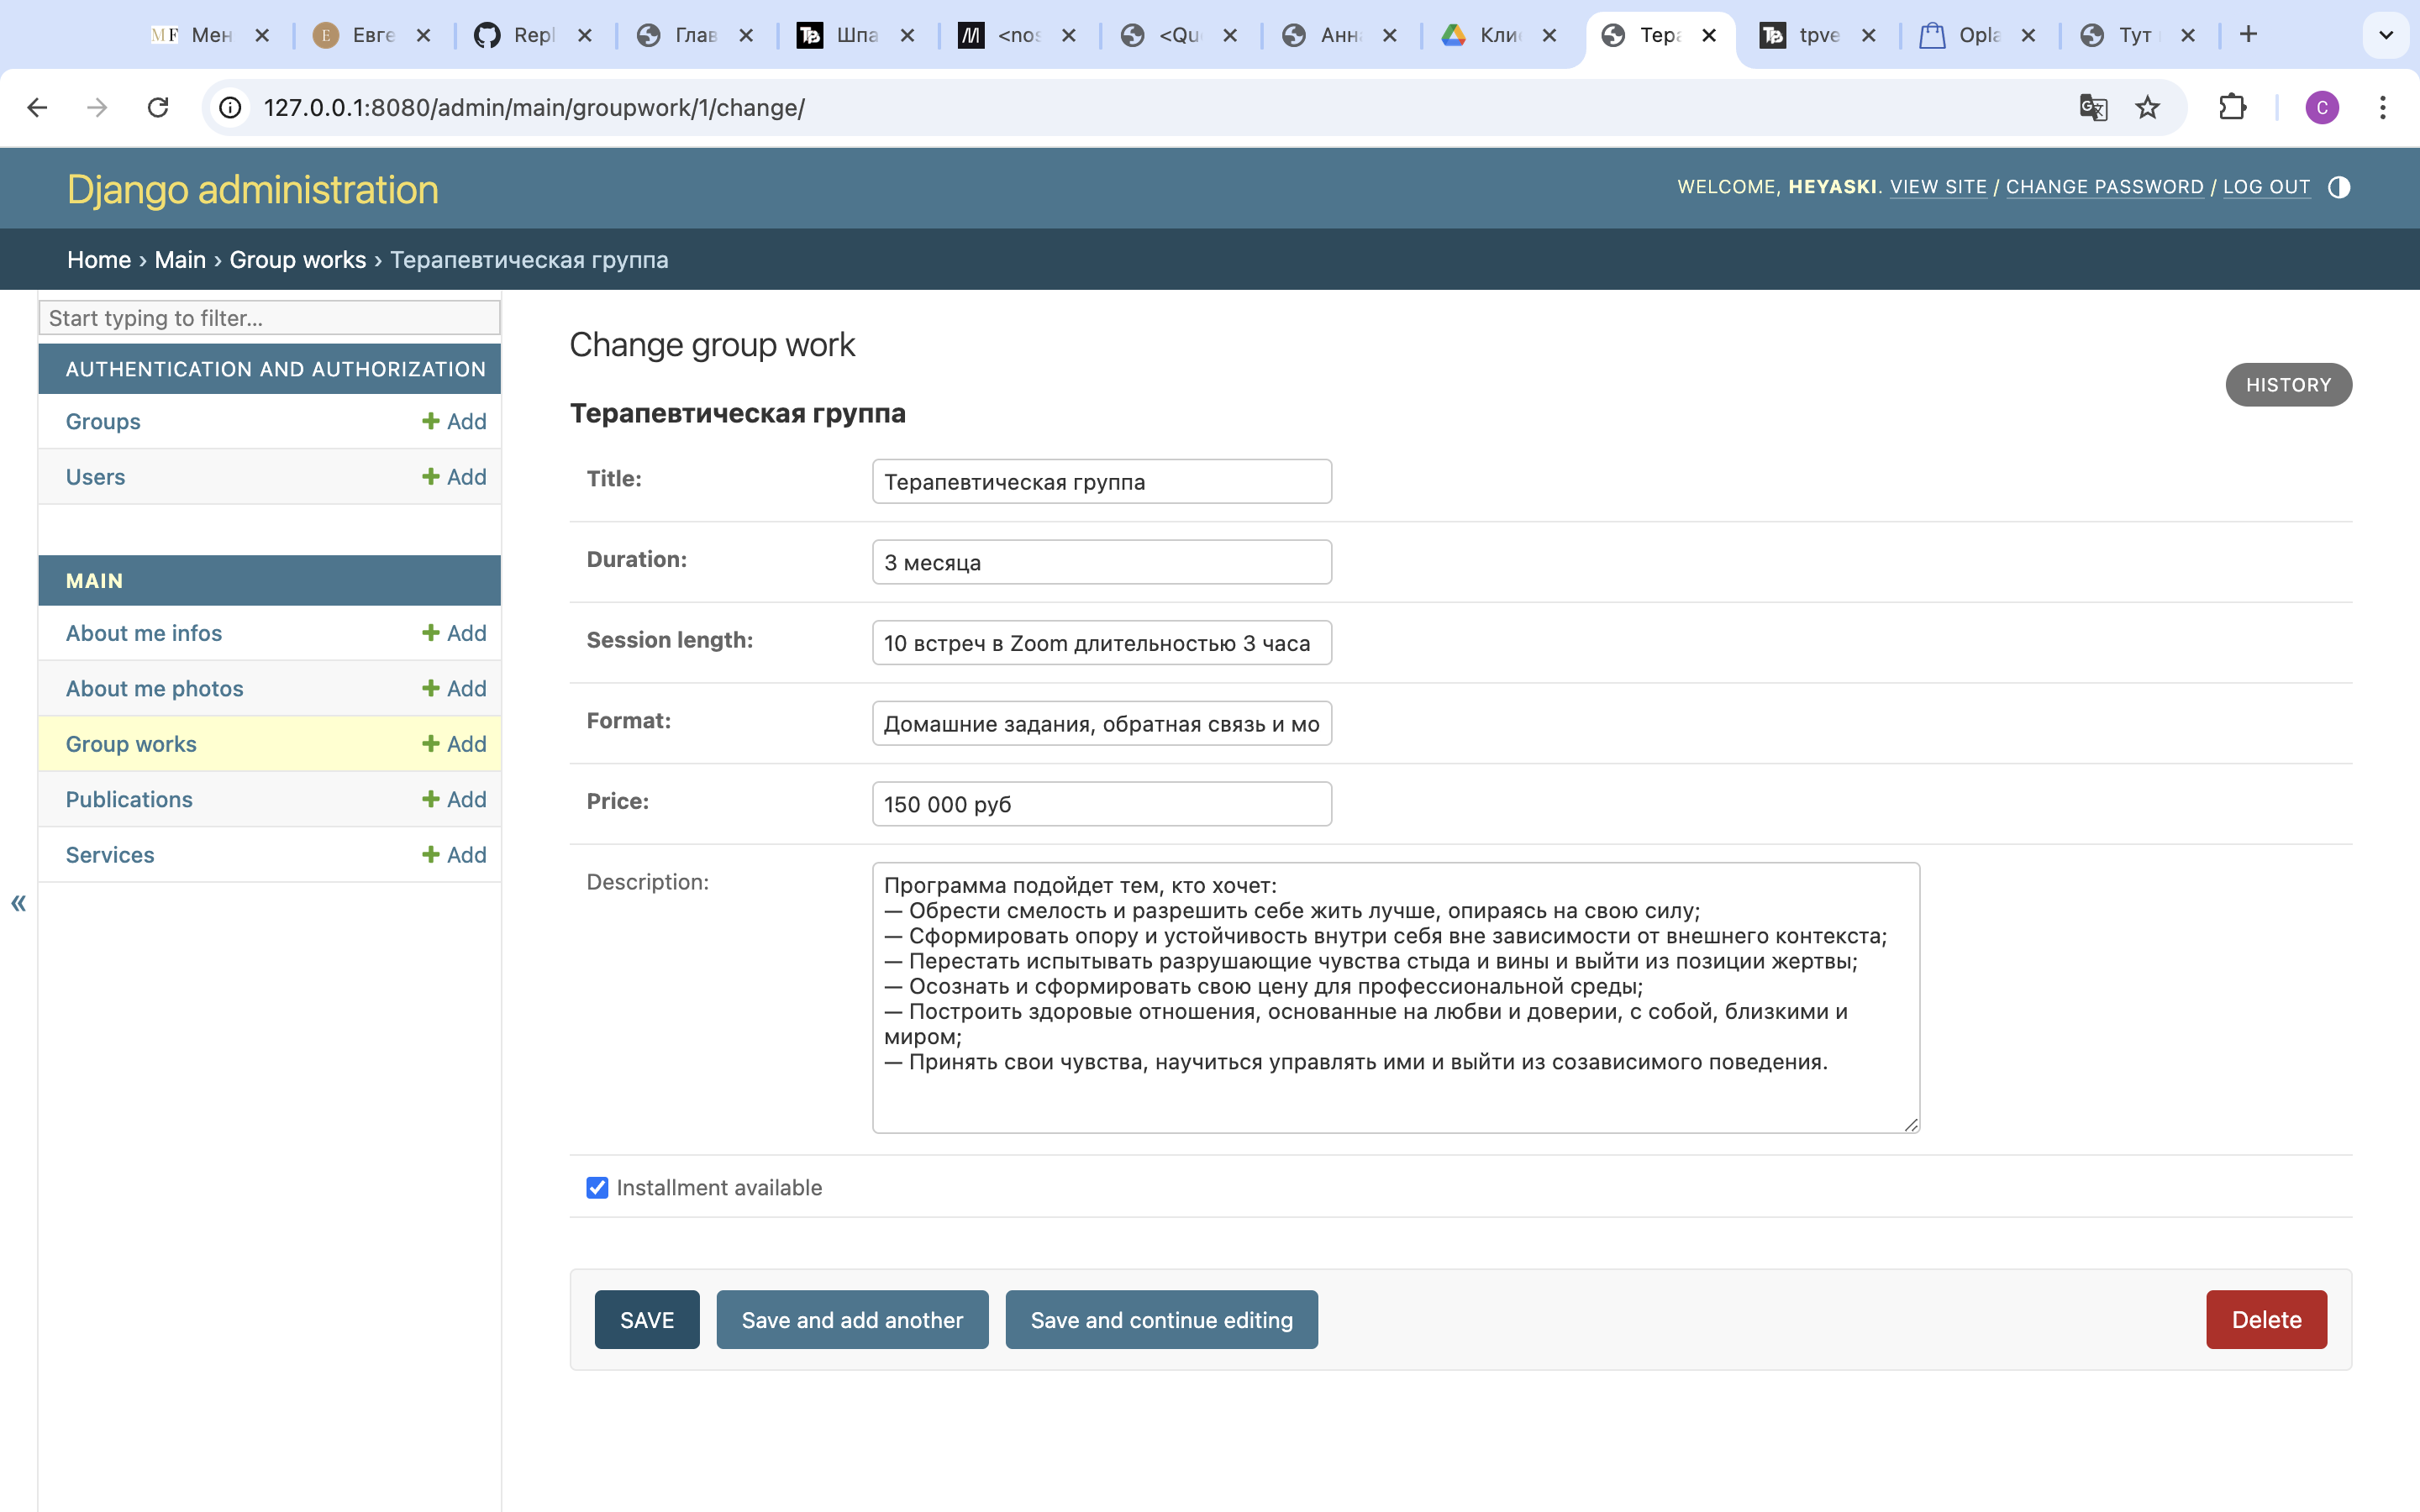 Мен
Евге
Repl
Глав
Шпа
<nos
<Qu
Анн
Кли
Тера
tpve
Opla
Тут
127.0.0.1:8080/admin/main/groupwork/1/change/
Django administration
WELCOME, HEYASKI. VIEW SITE / CHANGE PASSWORD / LOG OUT
Home › Main › Group works › Терапевтическая группа
Start typing to filter...
AUTHENTICATION AND AUTHORIZATION
Groups Add
Users Add
MAIN
About me infos Add
About me photos Add
Group works Add
Publications Add
Services Add
«
Change group work
HISTORY
Терапевтическая группа
Title: Терапевтическая группа
Duration: 3 месяца
Session length: 10 встреч в Zoom длительностью 3 часа
Format: Домашние задания, обратная связь и мо
Price: 150 000 руб
Description:
Программа подойдет тем, кто хочет:
— Обрести смелость и разрешить себе жить лучше, опираясь на свою силу;
— Сформировать опору и устойчивость внутри себя вне зависимости от внешнего контекста;
— Перестать испытывать разрушающие чувства стыда и вины и выйти из позиции жертвы;
— Осознать и сформировать свою цену для профессиональной среды;
— Построить здоровые отношения, основанные на любви и доверии, с собой, близкими и
миром;
— Принять свои чувства, научиться управлять ими и выйти из созависимого поведения.
Installment available
SAVE
Save and add another
Save and continue editing
Delete